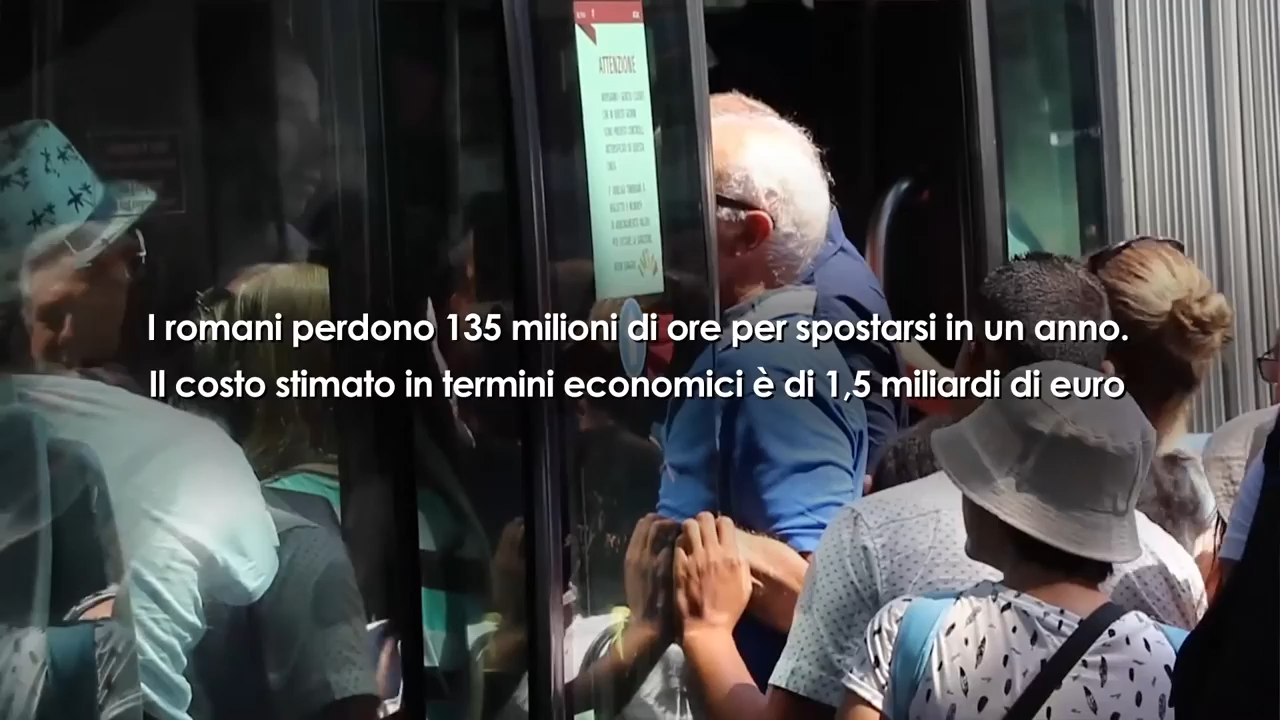 ATTENZIONE
I romani perdono 135 milioni di ore per spostarsi in un anno.
Il costo stimato in termini economici è di 1,5 miliardi di euro